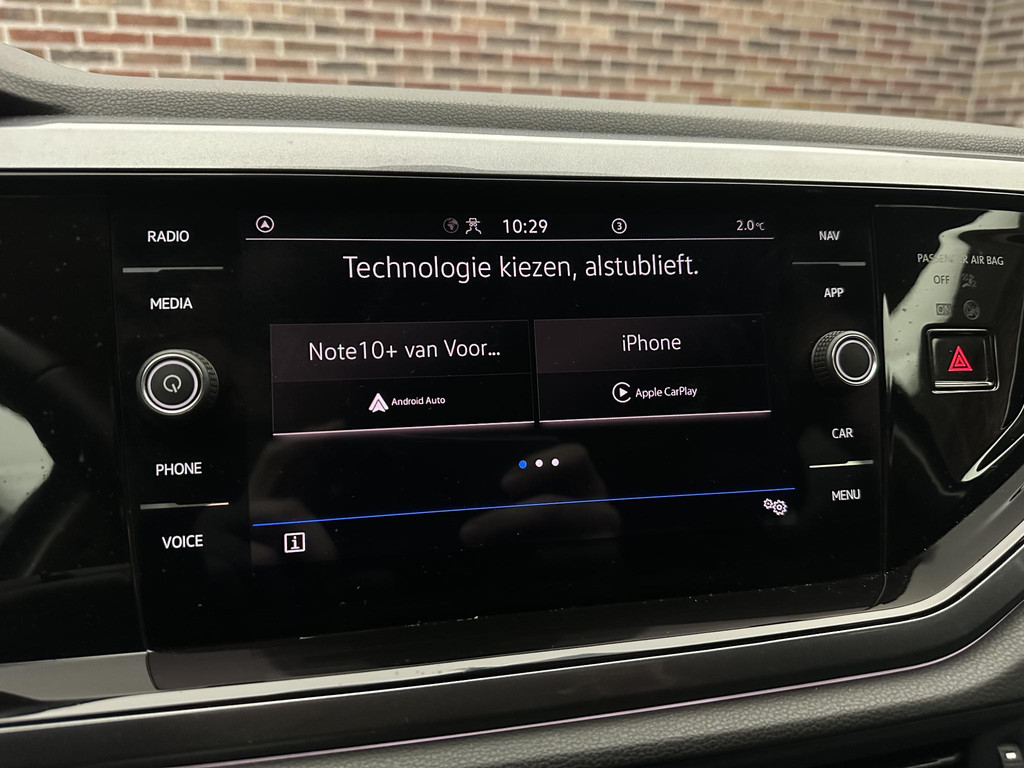 RADIO
MEDIA
PHONE
VOICE
10:29
3
2.0°C
Technologie kiezen, alstublieft.
Note10+ van Voor...
Android Auto
iPhone
Apple CarPlay
i
NAV
APP
CAR
MENU
PASSENGER AIR BAG
OFF
ON